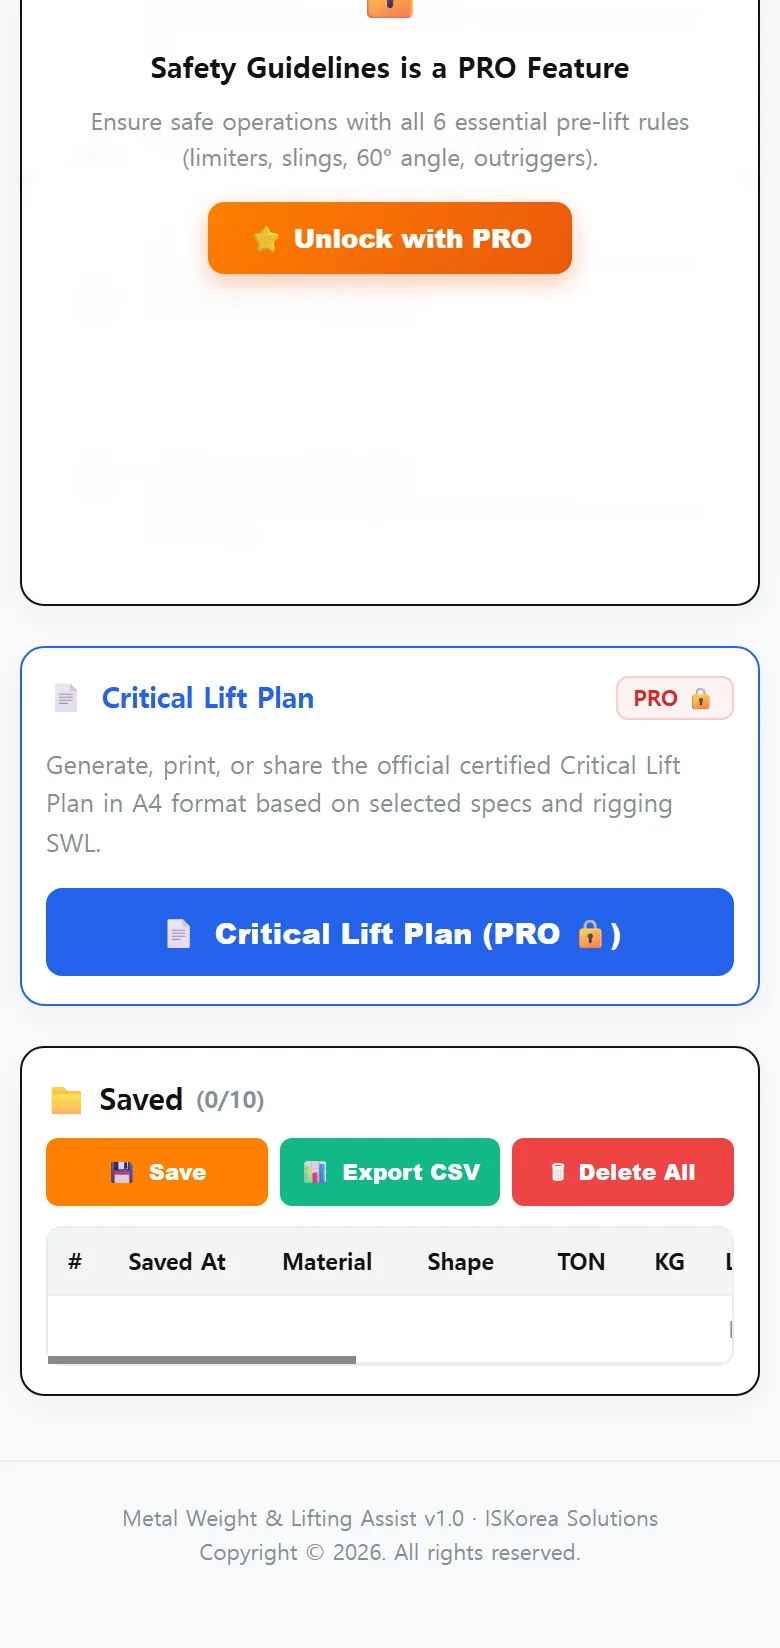 Safety Guidelines is a PRO Feature
Ensure safe operations with all 6 essential pre-lift rules
(limiters, slings, 60° angle, outriggers).
⭐ Unlock with PRO
Critical Lift Plan
PRO 🔒
Generate, print, or share the official certified Critical Lift
Plan in A4 format based on selected specs and rigging
SWL.
Critical Lift Plan (PRO 🔒)
Saved (0/10)
Save
Export CSV
Delete All
# Saved At Material Shape TON KG
Metal Weight & Lifting Assist v1.0 · ISKorea Solutions
Copyright © 2026. All rights reserved.